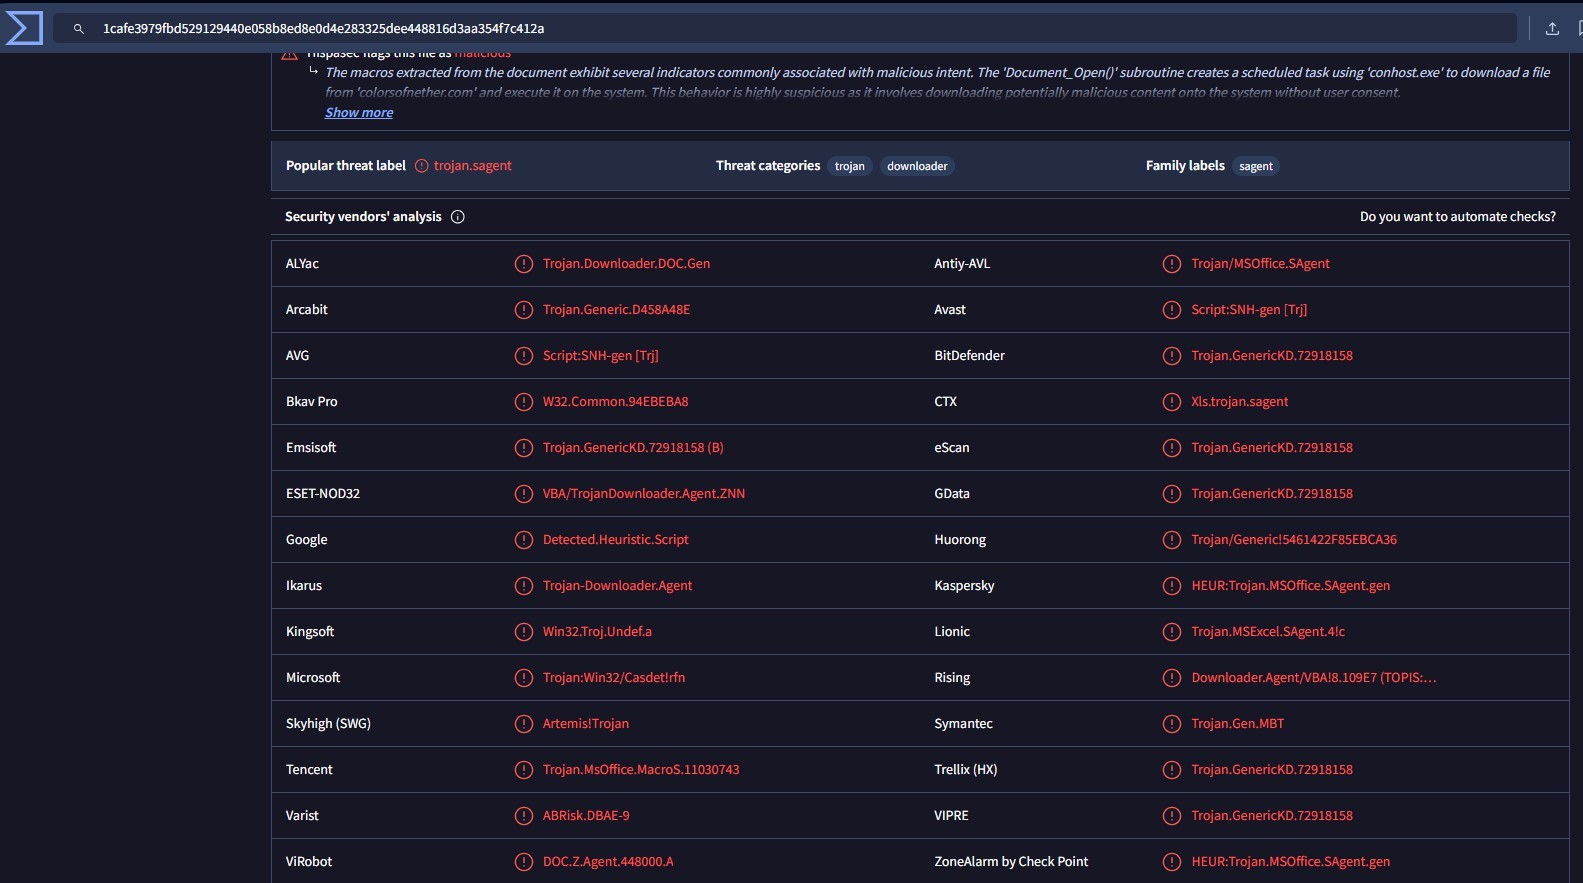 1cafe3979fbd529129440e058b8ed8e0d4e283325dee448816d3aa354f7c412a
Hispasec flags this file as malicious
The macros extracted from the document exhibit several indicators commonly associated with malicious intent. The 'Document_Open()' subroutine creates a scheduled task using 'conhost.exe' to download a file
from 'colorsofnether.com' and execute it on the system. This behavior is highly suspicious as it involves downloading potentially malicious content onto the system without user consent.
Show more
Popular threat label trojan.sagent Threat categories trojan downloader Family labels sagent
Security vendors' analysis Do you want to automate checks?
ALYac Trojan.Downloader.DOC.Gen Antiy-AVL Trojan/MSOffice.SAgent
Arcabit Trojan.Generic.D458A48E Avast Script:SNH-gen [Trj]
AVG Script:SNH-gen [Trj] BitDefender Trojan.GenericKD.72918158
Bkav Pro W32.Common.94EBEBA8 CTX Xls.trojan.sagent
Emsisoft Trojan.GenericKD.72918158 (B) eScan Trojan.GenericKD.72918158
ESET-NOD32 VBA/TrojanDownloader.Agent.ZNN GData Trojan.GenericKD.72918158
Google Detected.Heuristic.Script Huorong Trojan/Generic!5461422F85EBCA36
Ikarus Trojan-Downloader.Agent Kaspersky HEUR:Trojan.MSOffice.SAgent.gen
Kingsoft Win32.Troj.Undef.a Lionic Trojan.MSExcel.SAgent.4!c
Microsoft Trojan:Win32/Casdet!rfn Rising Downloader.Agent/VBA!8.109E7 (TOPIS:...
Skyhigh (SWG) Artemis!Trojan Symantec Trojan.Gen.MBT
Tencent Trojan.MsOffice.MacroS.11030743 Trellix (HX) Trojan.GenericKD.72918158
Varist ABRisk.DBAE-9 VIPRE Trojan.GenericKD.72918158
ViRobot DOC.Z.Agent.448000.A ZoneAlarm by Check Point HEUR:Trojan.MSOffice.SAgent.gen